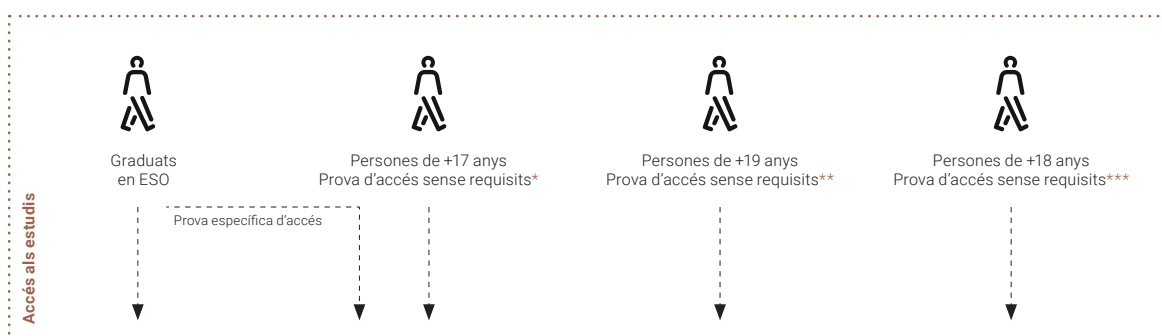 Graduats
en ESO
Persones de +17 anys
Prova d'accés sense requisits*
Persones de +19 anys
Prova d'accés sense requisits**
Persones de +18 anys
Prova d'accés sense requisits***
Prova específica d'accés
Accés als estudis